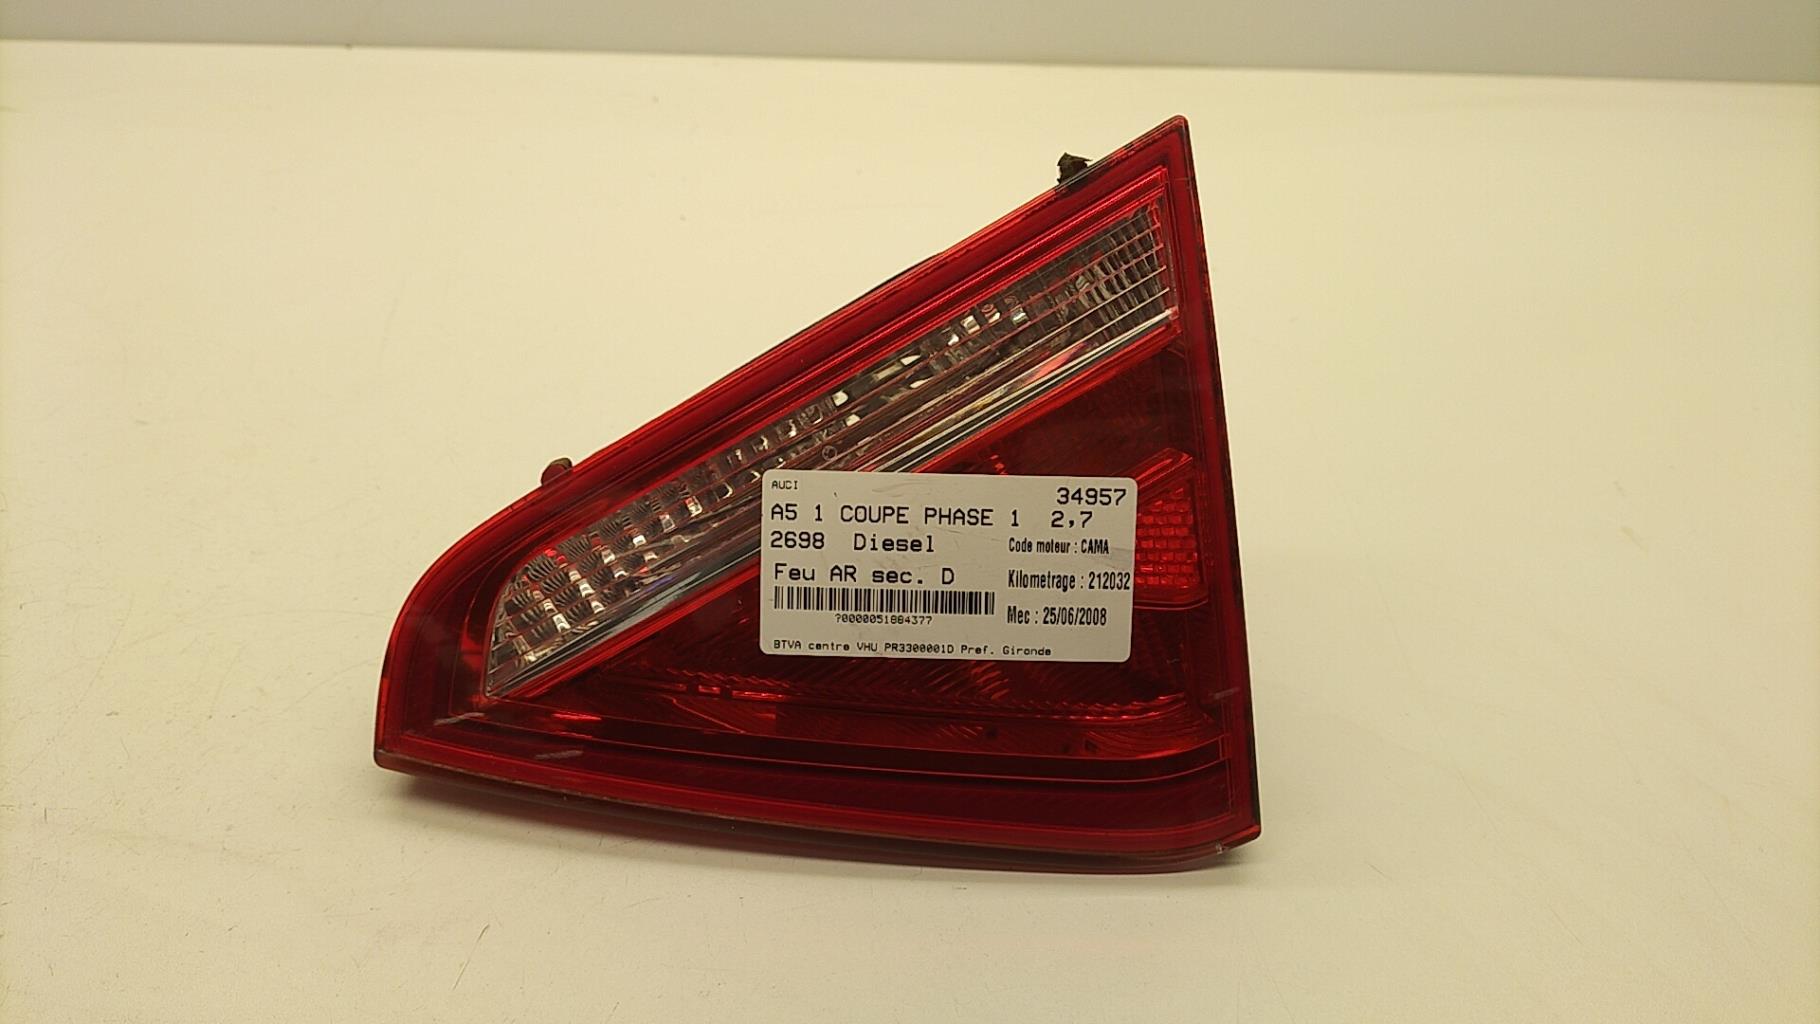 AUDI
34957
A5 1 COUPE PHASE 1 2,7
2698 Diesel
Code moteur : CAMA
Feu AR sec. D
Kilometrage : 212032
?0000051884377
Mec : 25/06/2008
BTVA centre VHU PR3300001D Pref. Gironde